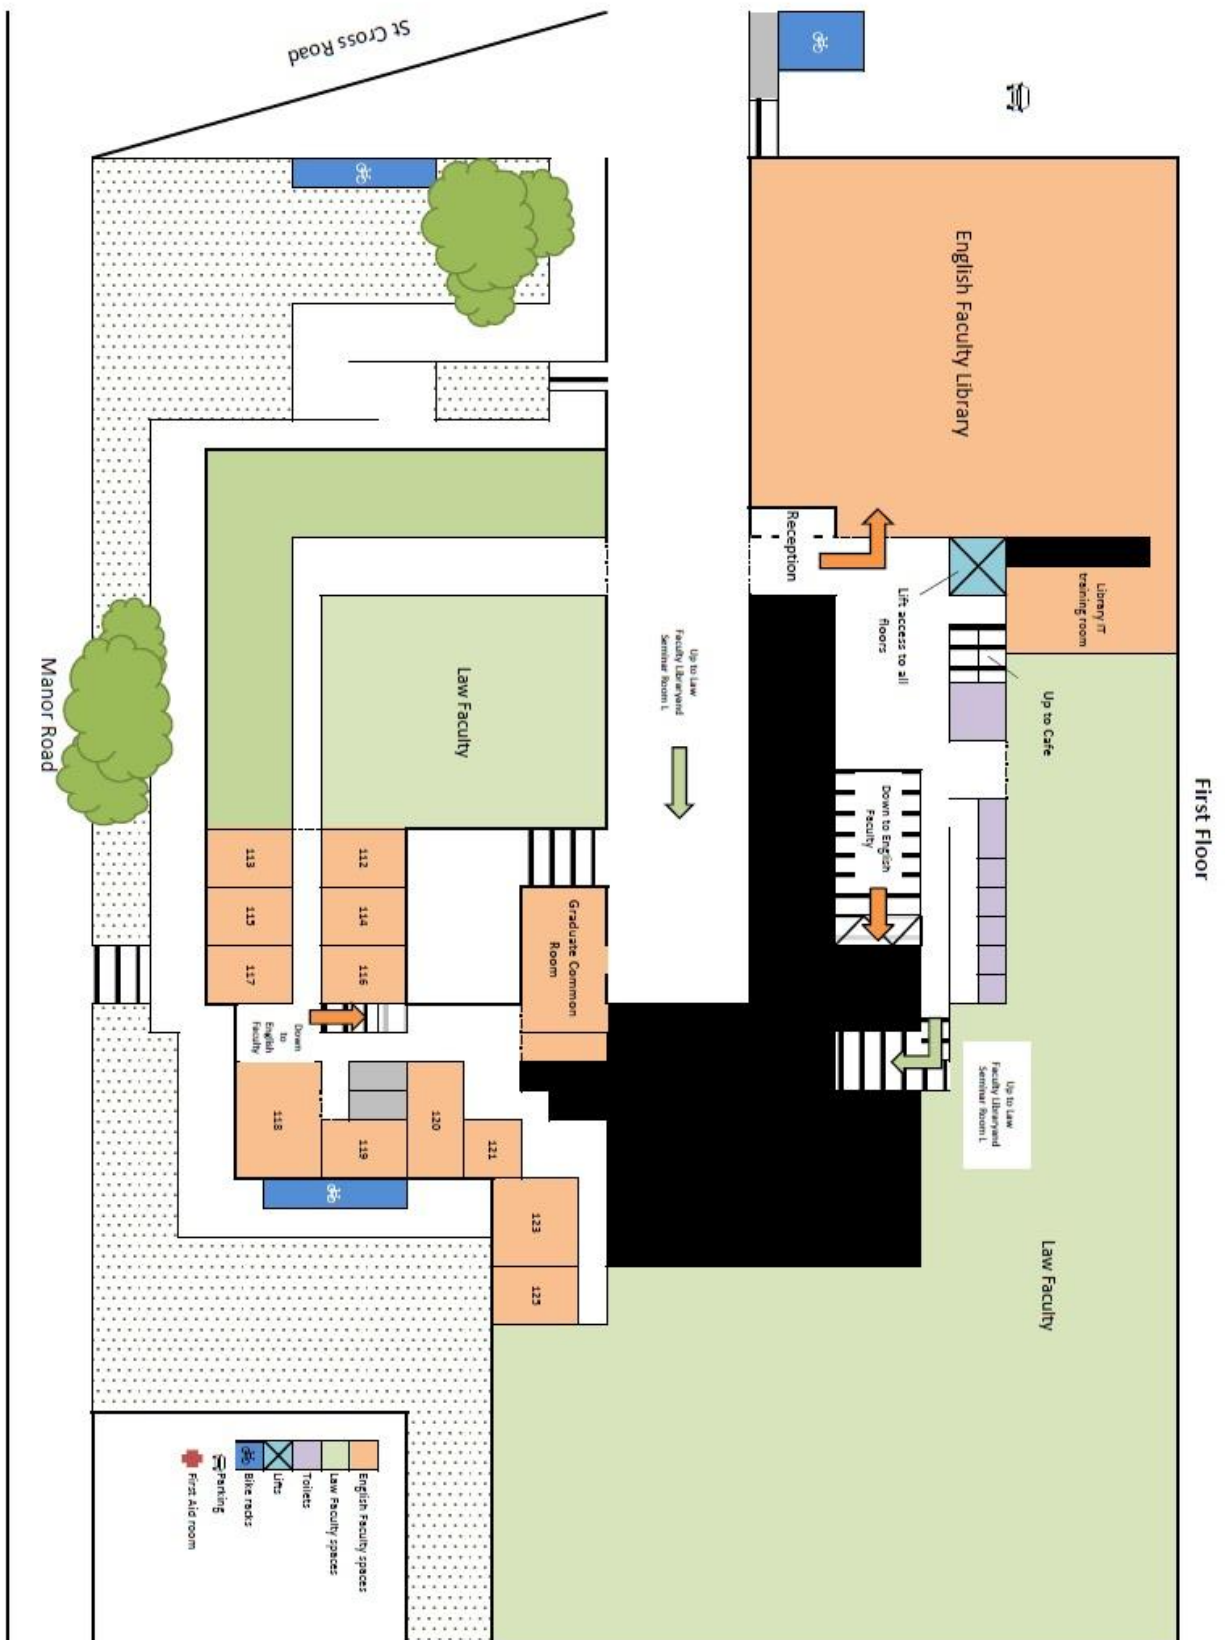 First Floor
St Cross Road
English Faculty Library
Reception
Library IT
training room
Lift access to all
floors
Up to Cafe
Down to English
Faculty
Up to Law
Faculty Libraryand
Seminar Room L
Up to Law
Faculty Libraryand
Seminar Room L
Law Faculty
Law Faculty
Graduate Common
Room
112
114
116
113
115
117
Down
to
English
Faculty
118
119
120
121
123
125
Manor Road
English Faculty spaces
Law Faculty spaces
Toilets
Lifts
Bike racks
Parking
First Aid room